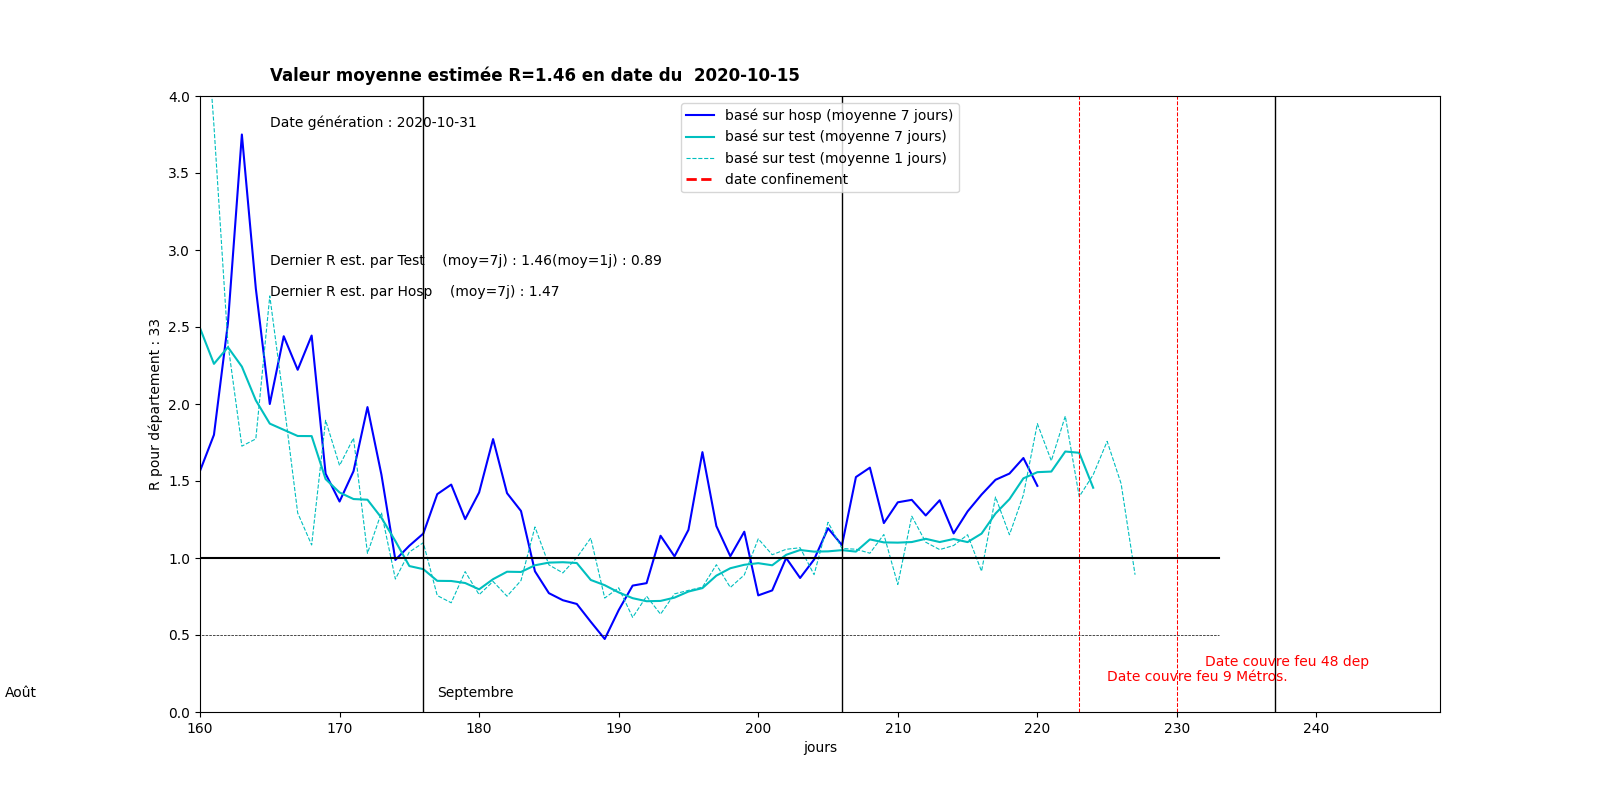 Valeur moyenne estimée R=1.46 en date du  2020-10-15
4.0
Date génération : 2020-10-31
basé sur hosp (moyenne 7 jours)
basé sur test (moyenne 7 jours)
basé sur test (moyenne 1 jours)
date confinement
3.5
3.0
Dernier R est. par Test    (moy=7j) : 1.46(moy=1j) : 0.89
Dernier R est. par Hosp    (moy=7j) : 1.47
2.5
R pour département : 33
2.0
1.5
1.0
0.5
Date couvre feu 48 dep
Date couvre feu 9 Métros.
Août
Septembre
0.0
160 170 180 190 200 210 220 230 240
jours